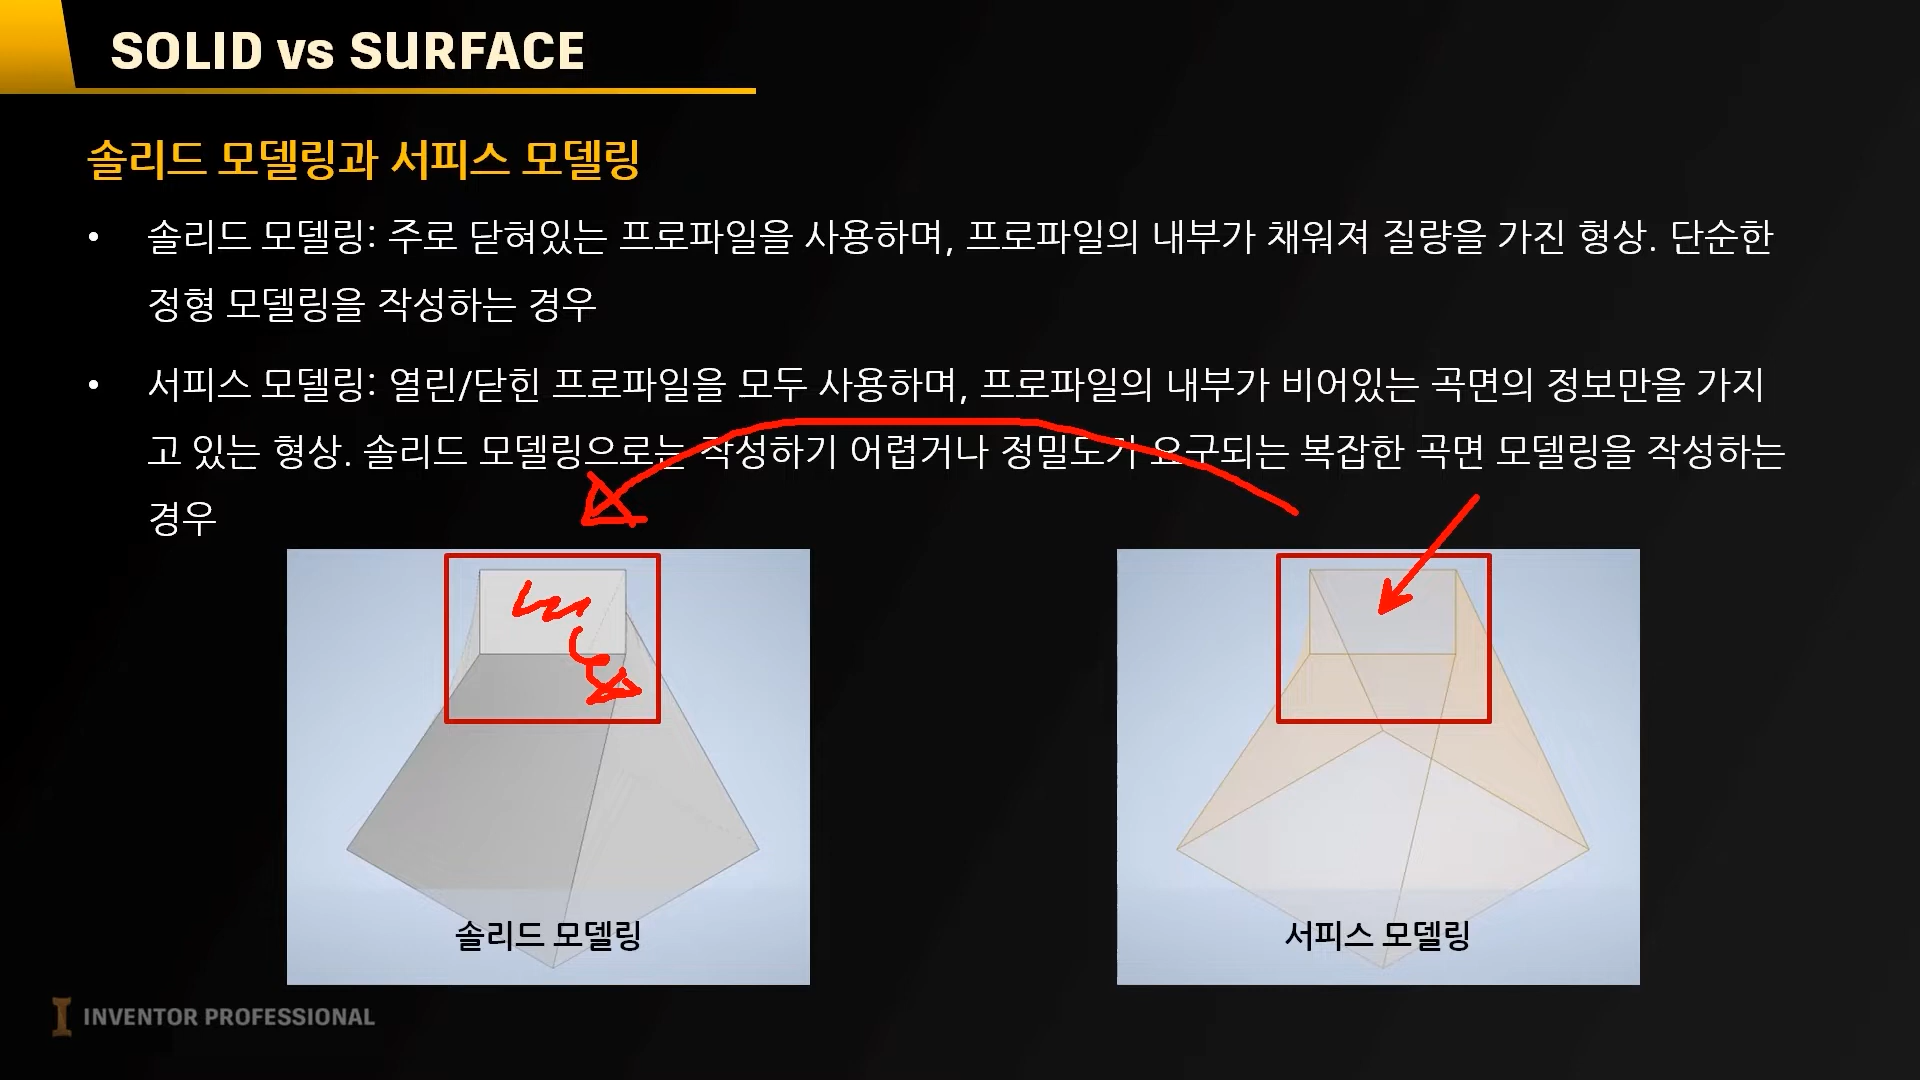 SOLID vs SURFACE
솔리드 모델링과 서피스 모델링
• 솔리드 모델링: 주로 닫혀있는 프로파일을 사용하며, 프로파일의 내부가 채워져 질량을 가진 형상. 단순한
정형 모델링을 작성하는 경우
• 서피스 모델링: 열린/닫힌 프로파일을 모두 사용하며, 프로파일의 내부가 비어있는 곡면의 정보만을 가지
고 있는 형상. 솔리드 모델링으로는 작성하기 어렵거나 정밀도가 요구되는 복잡한 곡면 모델링을 작성하는
경우
솔리드 모델링
서피스 모델링
INVENTOR PROFESSIONAL